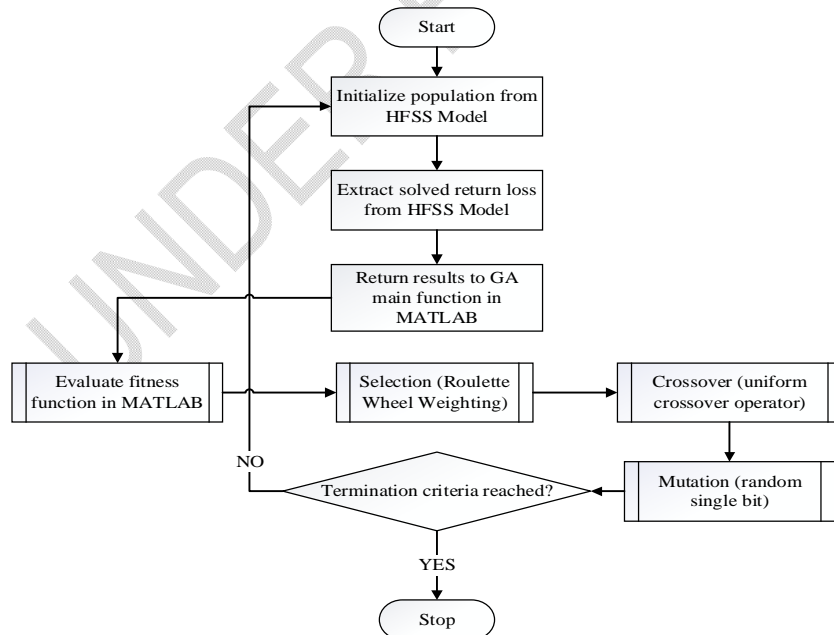 UNDER
Start
Initialize population from
HFSS Model
Extract solved return loss
from HFSS Model
Return results to GA
main function in
MATLAB
Evaluate fitness
function in MATLAB
Selection (Roulette
Wheel Weighting)
Crossover (uniform
crossover operator)
Mutation (random
single bit)
Termination criteria reached?
NO
YES
Stop